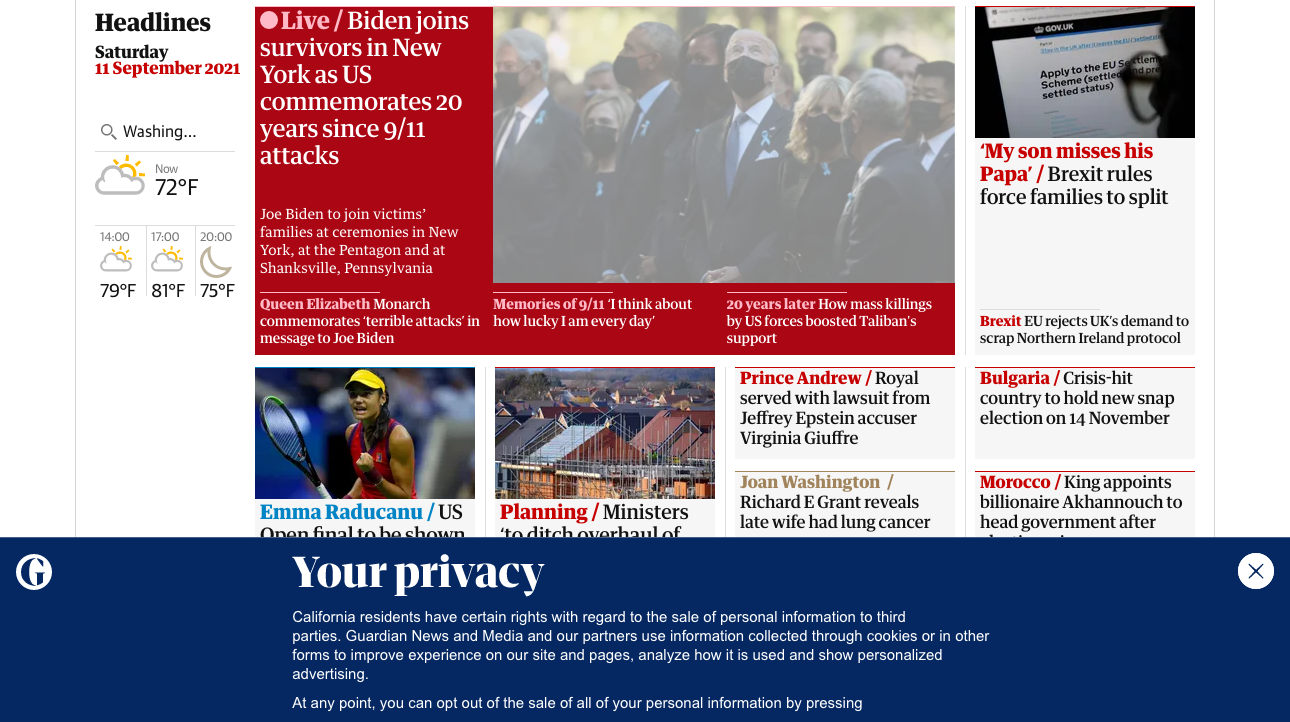 Headlines
Saturday
11 September 2021
Washing...
Now
72°F
14:00 17:00 20:00
79°F 81°F 75°F
Live / Biden joins
survivors in New
York as US
commemorates 20
years since 9/11
attacks
Joe Biden to join victims’
families at ceremonies in New
York, at the Pentagon and at
Shanksville, Pennsylvania
Queen Elizabeth Monarch
commemorates ‘terrible attacks’ in
message to Joe Biden
Memories of 9/11 ‘I think about
how lucky I am every day’
20 years later How mass killings
by US forces boosted Taliban’s
support
GOV.UK
Apply to the EU Settlem
Scheme (settled and pre
settled status)
‘My son misses his
Papa’ / Brexit rules
force families to split
Brexit EU rejects UK’s demand to
scrap Northern Ireland protocol
Emma Raducanu / US
Open final to be shown
Planning / Ministers
‘to ditch overhaul of
Prince Andrew / Royal
served with lawsuit from
Jeffrey Epstein accuser
Virginia Giuffre
Joan Washington /
Richard E Grant reveals
late wife had lung cancer
Bulgaria / Crisis-hit
country to hold new snap
election on 14 November
Morocco / King appoints
billionaire Akhannouch to
head government after
Your privacy
California residents have certain rights with regard to the sale of personal information to third
parties. Guardian News and Media and our partners use information collected through cookies or in other
forms to improve experience on our site and pages, analyze how it is used and show personalized
advertising.
At any point, you can opt out of the sale of all of your personal information by pressing